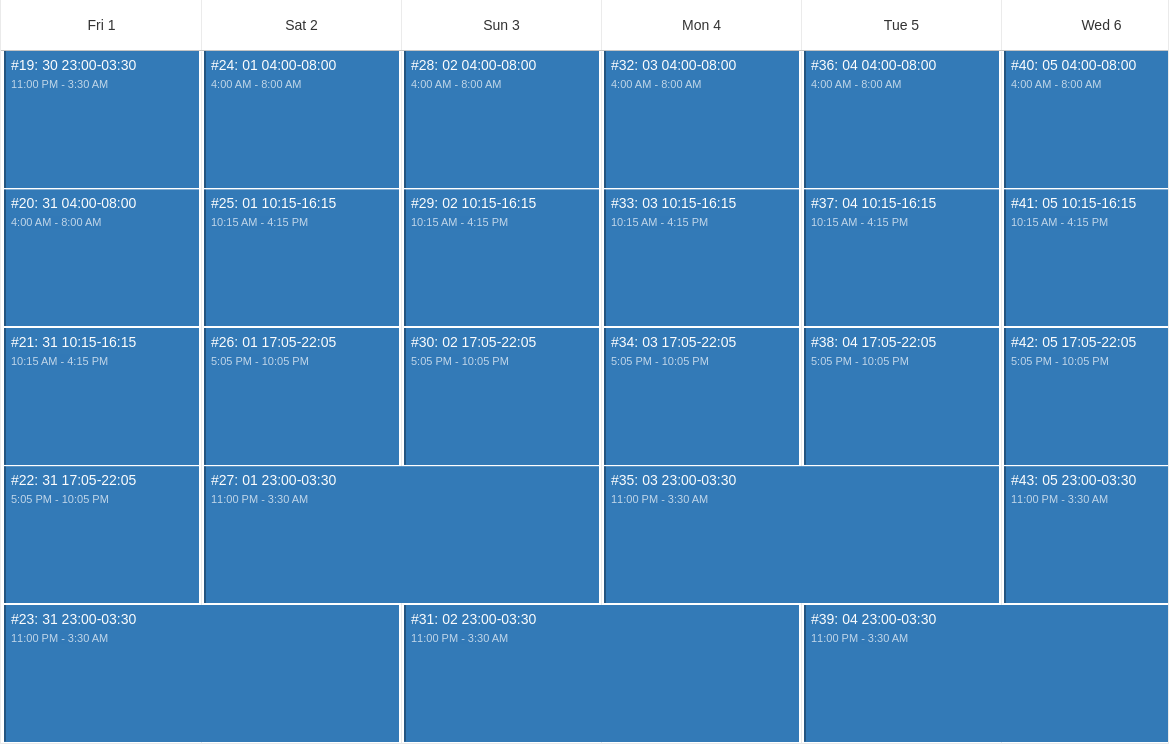 Fri 1
Sat 2
Sun 3
Mon 4
Tue 5
Wed 6
#19: 30 23:00-03:30
11:00 PM - 3:30 AM
#24: 01 04:00-08:00
4:00 AM - 8:00 AM
#28: 02 04:00-08:00
4:00 AM - 8:00 AM
#32: 03 04:00-08:00
4:00 AM - 8:00 AM
#36: 04 04:00-08:00
4:00 AM - 8:00 AM
#40: 05 04:00-08:00
4:00 AM - 8:00 AM
#20: 31 04:00-08:00
4:00 AM - 8:00 AM
#25: 01 10:15-16:15
10:15 AM - 4:15 PM
#29: 02 10:15-16:15
10:15 AM - 4:15 PM
#33: 03 10:15-16:15
10:15 AM - 4:15 PM
#37: 04 10:15-16:15
10:15 AM - 4:15 PM
#41: 05 10:15-16:15
10:15 AM - 4:15 PM
#21: 31 10:15-16:15
10:15 AM - 4:15 PM
#26: 01 17:05-22:05
5:05 PM - 10:05 PM
#30: 02 17:05-22:05
5:05 PM - 10:05 PM
#34: 03 17:05-22:05
5:05 PM - 10:05 PM
#38: 04 17:05-22:05
5:05 PM - 10:05 PM
#42: 05 17:05-22:05
5:05 PM - 10:05 PM
#22: 31 17:05-22:05
5:05 PM - 10:05 PM
#27: 01 23:00-03:30
11:00 PM - 3:30 AM
#35: 03 23:00-03:30
11:00 PM - 3:30 AM
#43: 05 23:00-03:30
11:00 PM - 3:30 AM
#23: 31 23:00-03:30
11:00 PM - 3:30 AM
#31: 02 23:00-03:30
11:00 PM - 3:30 AM
#39: 04 23:00-03:30
11:00 PM - 3:30 AM